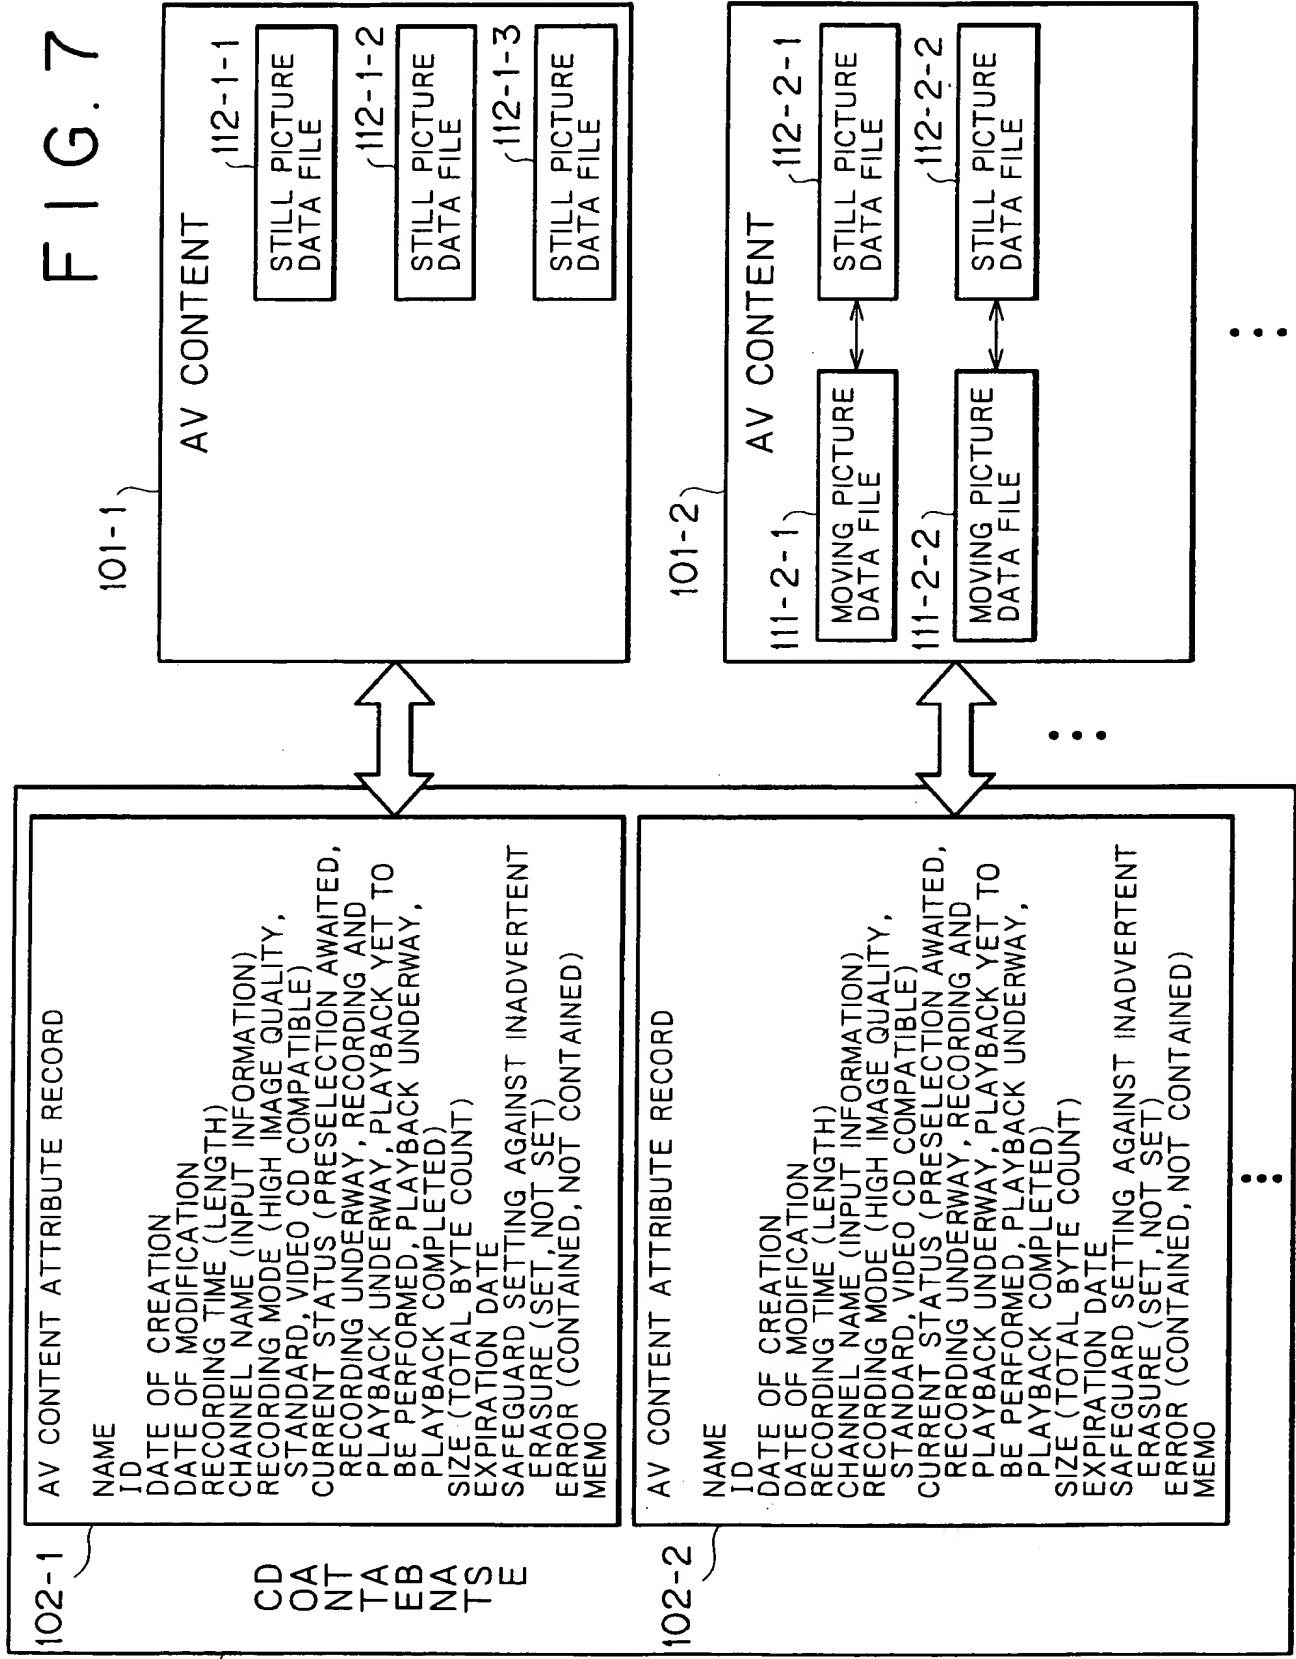 FIG. 7
102-1
CD
OA
NT
TA
EB
NA
TS
E
AV CONTENT ATTRIBUTE RECORD
NAME
ID
DATE OF CREATION
DATE OF MODIFICATION
RECORDING TIME (LENGTH)
CHANNEL NAME (INPUT INFORMATION)
RECORDING MODE (HIGH IMAGE QUALITY,
STANDARD, VIDEO CD COMPATIBLE)
CURRENT STATUS (PRESELECTION AWAITED,
RECORDING UNDERWAY, RECORDING AND
PLAYBACK UNDERWAY, PLAYBACK YET TO
BE PERFORMED, PLAYBACK UNDERWAY,
PLAYBACK COMPLETED)
SIZE (TOTAL BYTE COUNT)
EXPIRATION DATE
SAFEGUARD SETTING AGAINST INADVERTENT
ERASURE (SET, NOT SET)
ERROR (CONTAINED, NOT CONTAINED)
MEMO
101-1
AV CONTENT
112-1-1
STILL PICTURE
DATA FILE
112-1-2
STILL PICTURE
DATA FILE
112-1-3
STILL PICTURE
DATA FILE
102-2
AV CONTENT ATTRIBUTE RECORD
NAME
ID
DATE OF CREATION
DATE OF MODIFICATION
RECORDING TIME (LENGTH)
CHANNEL NAME (INPUT INFORMATION)
RECORDING MODE (HIGH IMAGE QUALITY,
STANDARD, VIDEO CD COMPATIBLE)
CURRENT STATUS (PRESELECTION AWAITED,
RECORDING UNDERWAY, RECORDING AND
PLAYBACK UNDERWAY, PLAYBACK YET TO
BE PERFORMED, PLAYBACK UNDERWAY,
PLAYBACK COMPLETED)
SIZE (TOTAL BYTE COUNT)
EXPIRATION DATE
SAFEGUARD SETTING AGAINST INADVERTENT
ERASURE (SET, NOT SET)
ERROR (CONTAINED, NOT CONTAINED)
MEMO
101-2
AV CONTENT
111-2-1
MOVING PICTURE
DATA FILE
112-2-1
STILL PICTURE
DATA FILE
111-2-2
MOVING PICTURE
DATA FILE
112-2-2
STILL PICTURE
DATA FILE